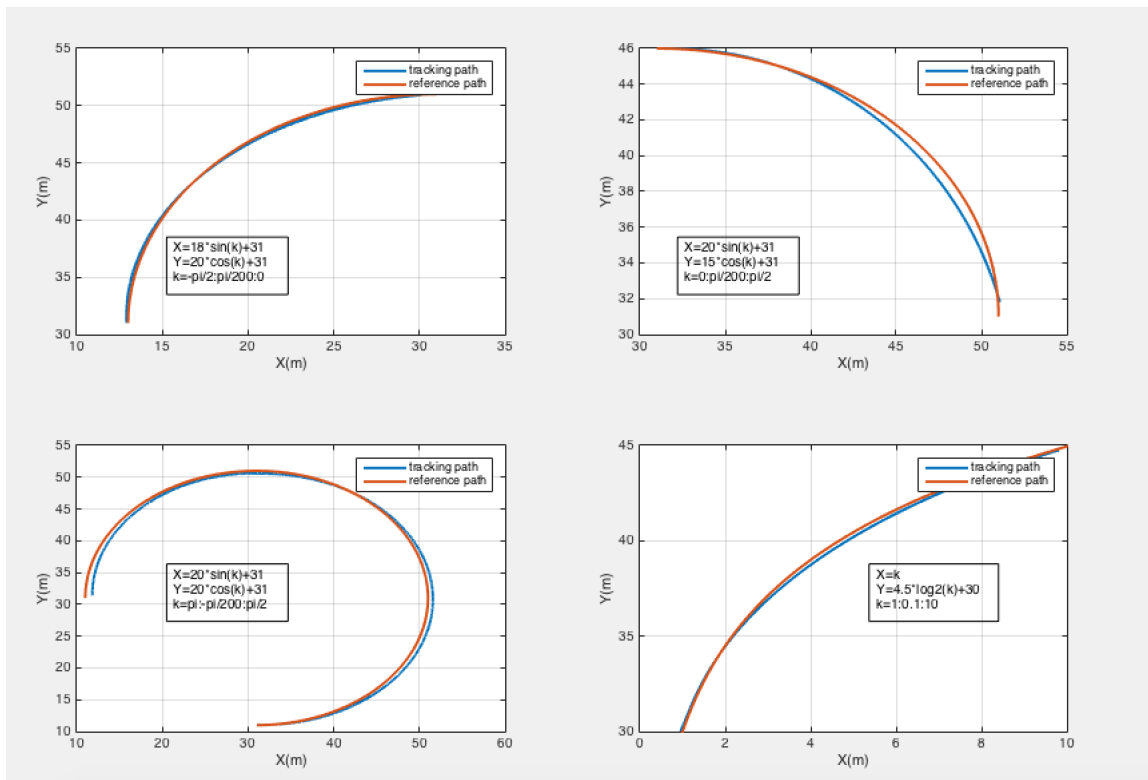 55
50
45
40
35
30
10
15
20
25
30
35
Y(m)
X(m)
tracking path
reference path
X=18*sin(k)+31
Y=20*cos(k)+31
k=-pi/2:pi/200:0
46
44
42
40
38
36
34
32
30
30
35
40
45
50
55
Y(m)
X(m)
tracking path
reference path
X=20*sin(k)+31
Y=15*cos(k)+31
k=0:pi/200:pi/2
55
50
45
40
35
30
25
20
15
10
10
20
30
40
50
60
Y(m)
X(m)
tracking path
reference path
X=20*sin(k)+31
Y=20*cos(k)+31
k=pi:-pi/200:pi/2
45
40
35
30
0
2
4
6
8
10
Y(m)
X(m)
tracking path
reference path
X=k
Y=4.5*log2(k)+30
k=1:0.1:10